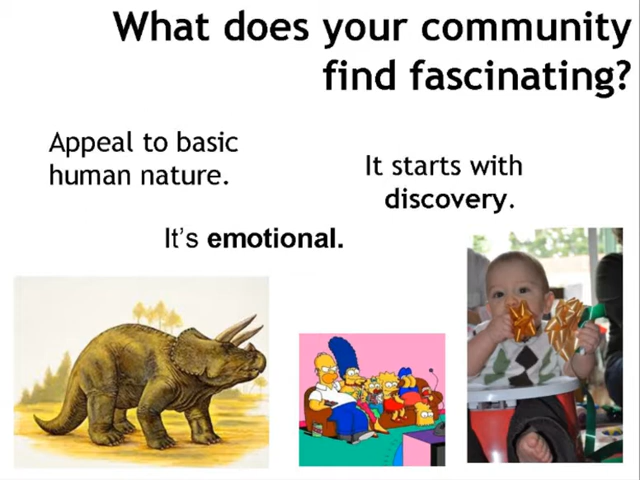 What does your community
find fascinating?
Appeal to basic
human nature.
It starts with
discovery.
It's emotional.